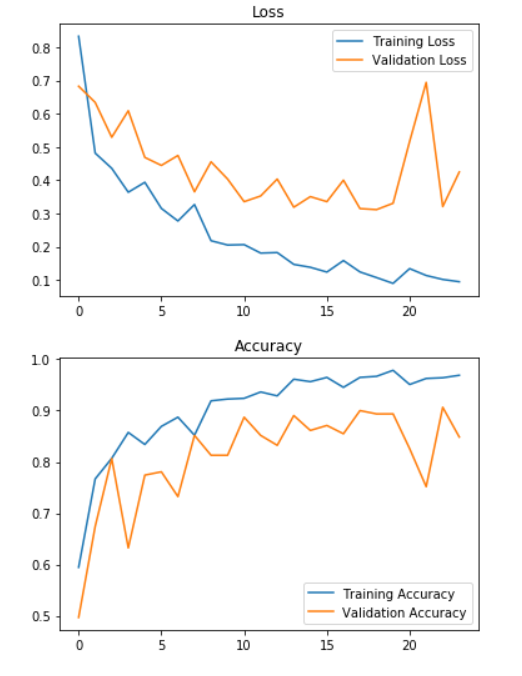 Loss
0.8
0.7
0.6
0.5
0.4
0.3
0.2
0.1
Training Loss
Validation Loss
0 5 10 15 20
Accuracy
1.0
0.9
0.8
0.7
0.6
0.5
Training Accuracy
Validation Accuracy
0 5 10 15 20